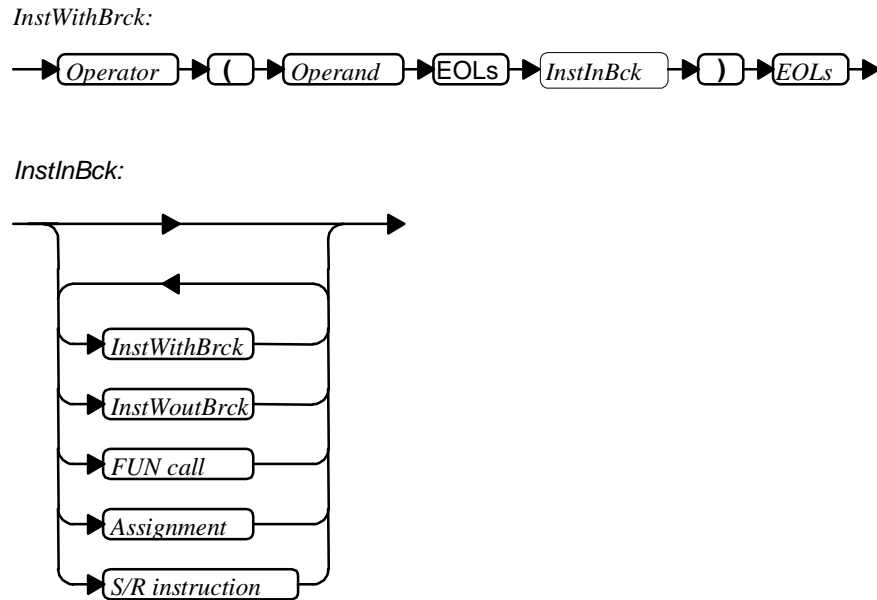 InstWithBrck:
Operator ( Operand EOLs InstInBck ) EOLs
InstInBck:
InstWithBrck
InstWoutBrck
FUN call
Assignment
S/R instruction